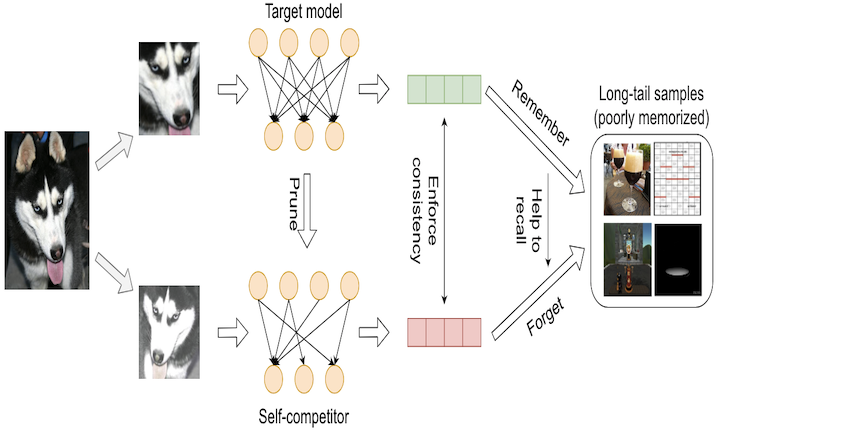 Target model
Remember
Long-tail samples
(poorly memorized)
Prune
Enforce
consistency
Help to
recall
Forget
Self-competitor